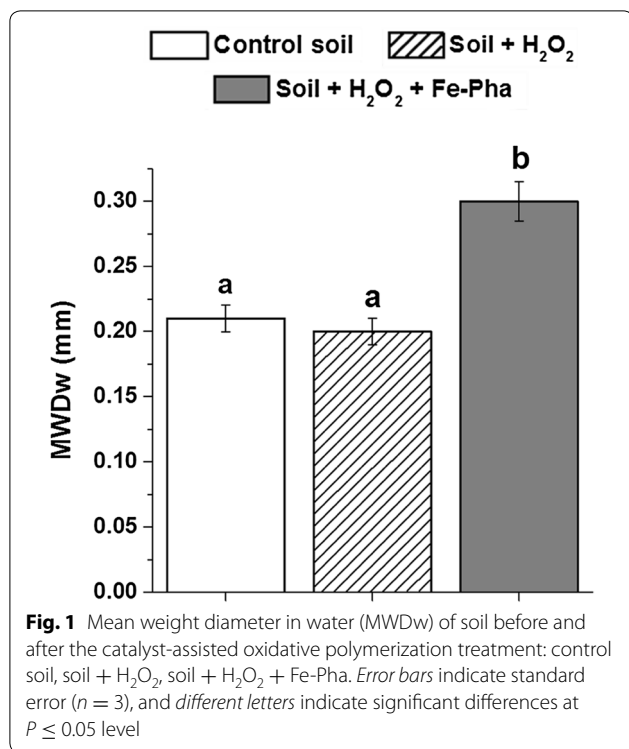 Control soil Soil + H₂O₂
Soil + H₂O₂ + Fe-Pha
MWDw (mm)
0.30
0.25
0.20
0.15
0.10
0.05
0.00
a
a
b
Fig. 1 Mean weight diameter in water (MWDw) of soil before and
after the catalyst-assisted oxidative polymerization treatment: control
soil, soil + H₂O₂, soil + H₂O₂ + Fe-Pha. Error bars indicate standard
error (n = 3), and different letters indicate significant differences at
P ≤ 0.05 level